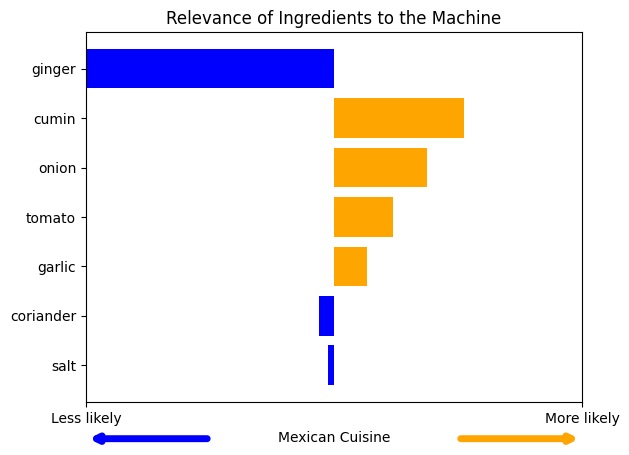 Relevance of Ingredients to the Machine
ginger
cumin
onion
tomato
garlic
coriander
salt
Less likely
More likely
Mexican Cuisine